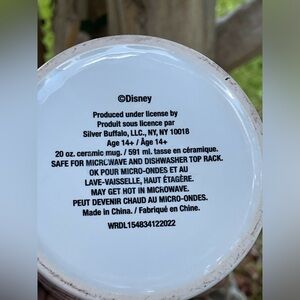 ©Disney
Produced under license by
Produit sous licence par
Silver Buffalo, LLC., NY, NY 10018
Age 14+ / Âge 14+
20 oz. ceramic mug. / 591 ml. tasse en céramique.
SAFE FOR MICROWAVE AND DISHWASHER TOP RACK.
OK POUR MICRO-ONDES ET AU
LAVE-VAISSELLE, HAUT ÉTAGÈRE.
MAY GET HOT IN MICROWAVE.
PEUT DEVENIR CHAUD AU MICRO-ONDES.
Made in China. / Fabriqué en Chine.
WRDL154834122022